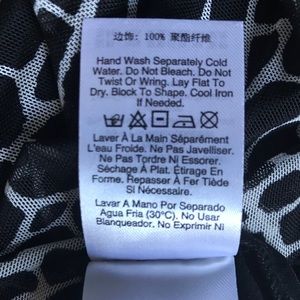 边饰: 100% 聚酯纤维
Hand Wash Separately Cold
Water. Do Not Bleach. Do Not
Twist Or Wring. Lay Flat To
Dry. Block To Shape. Cool Iron
If Needed.
Laver À La Main Séparément
L'eau Froide. Ne Pas Javelliser.
Ne Pas Tordre Ni Essorer.
Séchage À Plat. Étirage En
Forme. Repasser À Fer Tiède
Si Nécessaire.
Lavar A Mano Por Separado
Agua Fria (30°C). No Usar
Blanqueador. No Exprimir Ni